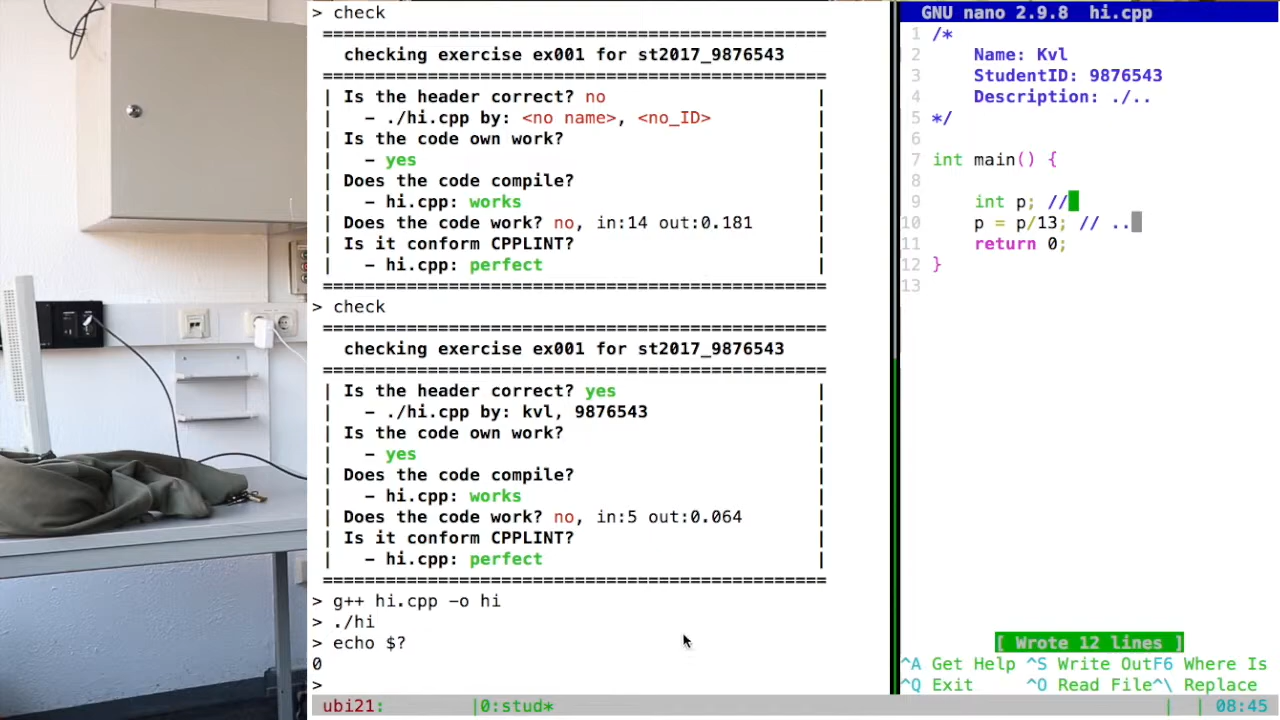 > check
================================================
checking exercise ex001 for st2017_9876543
================================================
| Is the header correct? no |
| – ./hi.cpp by: <no name>, <no_ID> |
| Is the code own work? |
| – yes |
| Does the code compile? |
| – hi.cpp: works |
| Does the code work? no, in:14 out:0.181 |
| Is it conform CPPLINT? |
| – hi.cpp: perfect |
================================================
> check
================================================
checking exercise ex001 for st2017_9876543
================================================
| Is the header correct? yes |
| – ./hi.cpp by: kvl, 9876543 |
| Is the code own work? |
| – yes |
| Does the code compile? |
| – hi.cpp: works |
| Does the code work? no, in:5 out:0.064 |
| Is it conform CPPLINT? |
| – hi.cpp: perfect |
================================================
> g++ hi.cpp –o hi
> ./hi
> echo $?
0
>
ubi21: |0:stud*
GNU nano 2.9.8 hi.cpp
1 /*
2 Name: Kvl
3 StudentID: 9876543
4 Description: ./..
5 */
6
7 int main() {
8
9 int p; //
10 p = p/13; // ..
11 return 0;
12 }
13
[ Wrote 12 lines ]
^A Get Help ^S Write OutF6 Where Is
^Q Exit ^O Read File^\ Replace
| | 08:45